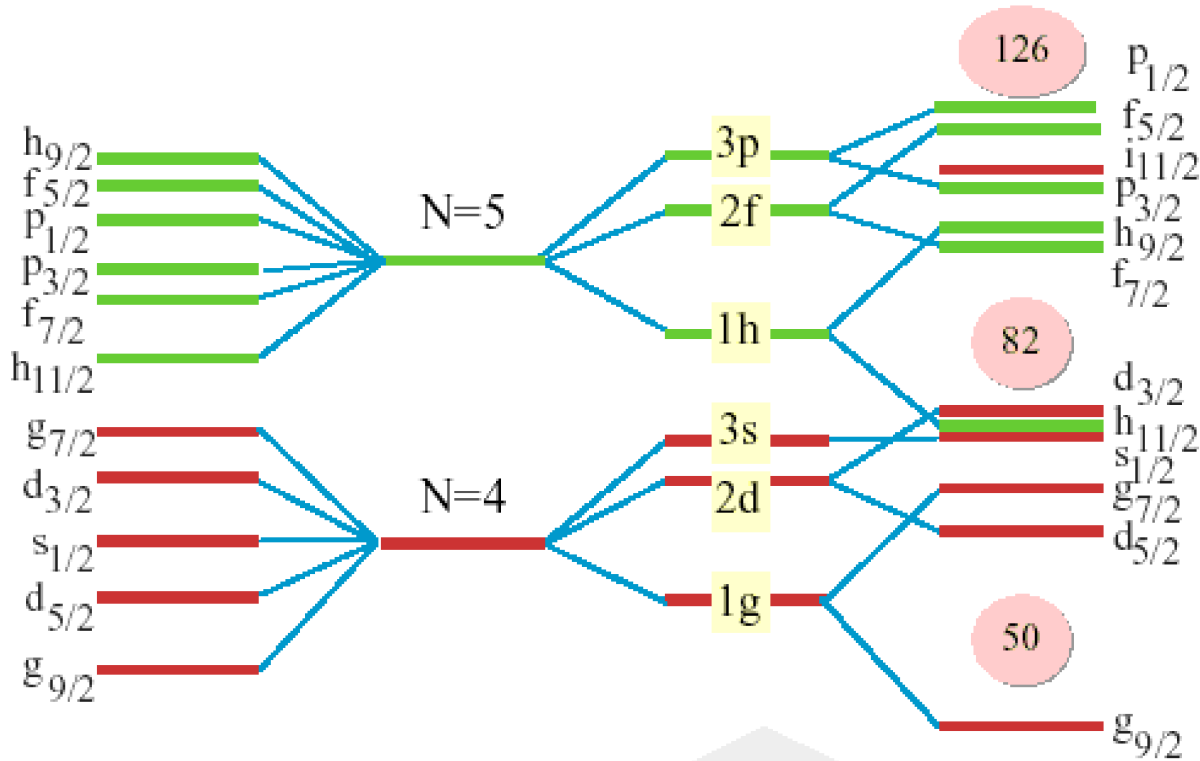 h9/2
f5/2
p1/2
p3/2
f7/2
h11/2
g7/2
d3/2
s1/2
d5/2
g9/2
N=5
N=4
3p
2f
1h
3s
2d
1g
126
82
50
p1/2
f5/2
i11/2
p3/2
h9/2
f7/2
d3/2
h11/2
s1/2
g7/2
d5/2
g9/2